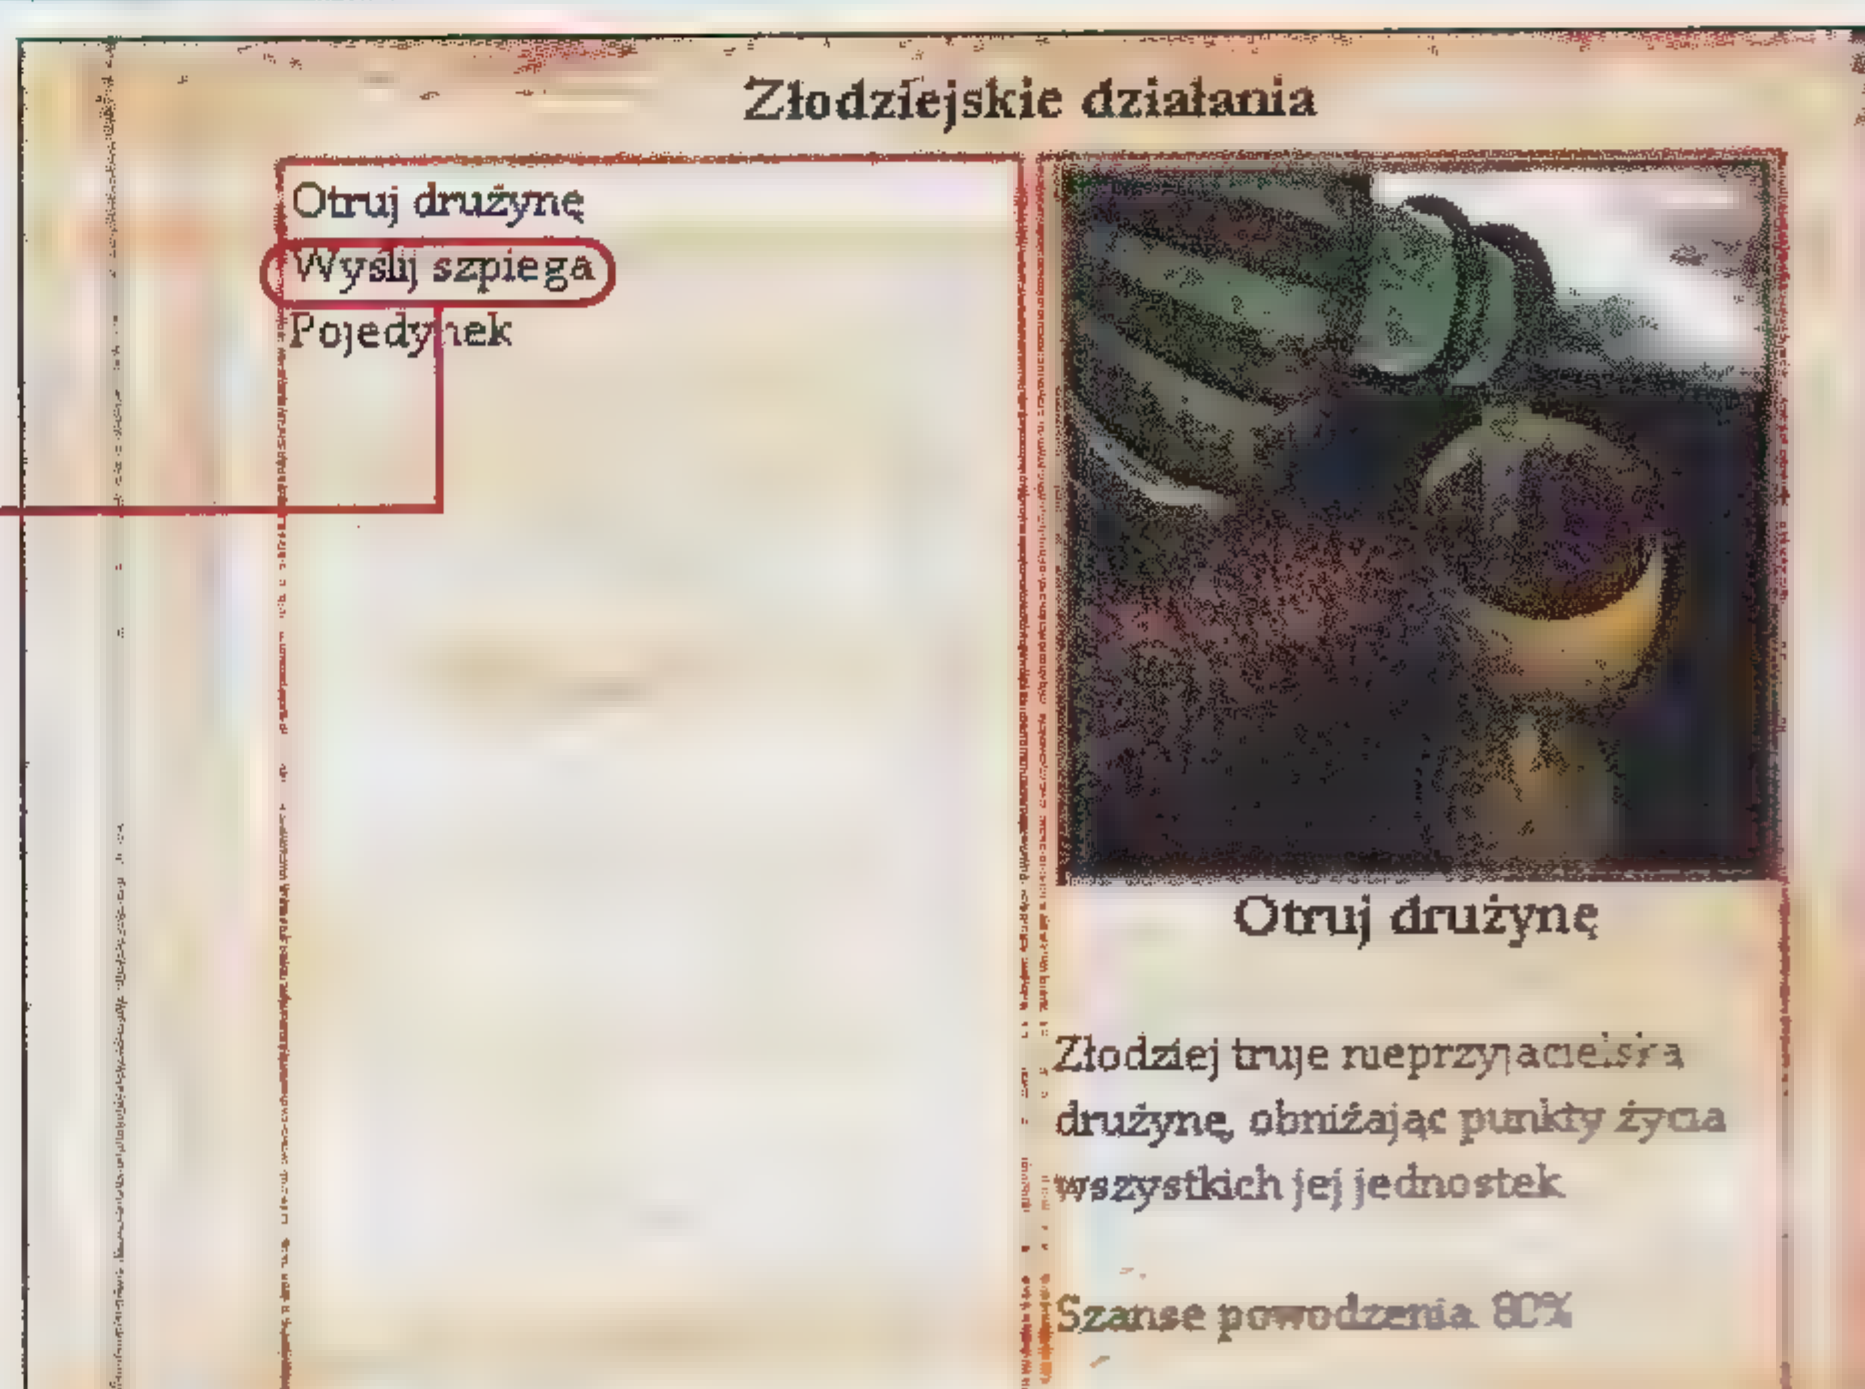 Złodziejskie działania
Otruj drużynę
Wyślij szpiega
Pojedynek
Otruj drużynę
Złodziej truje nieprzyjacielską
drużynę, obniżając punkty życia
wszystkich jej jednostek
Szanse powodzenia 80%